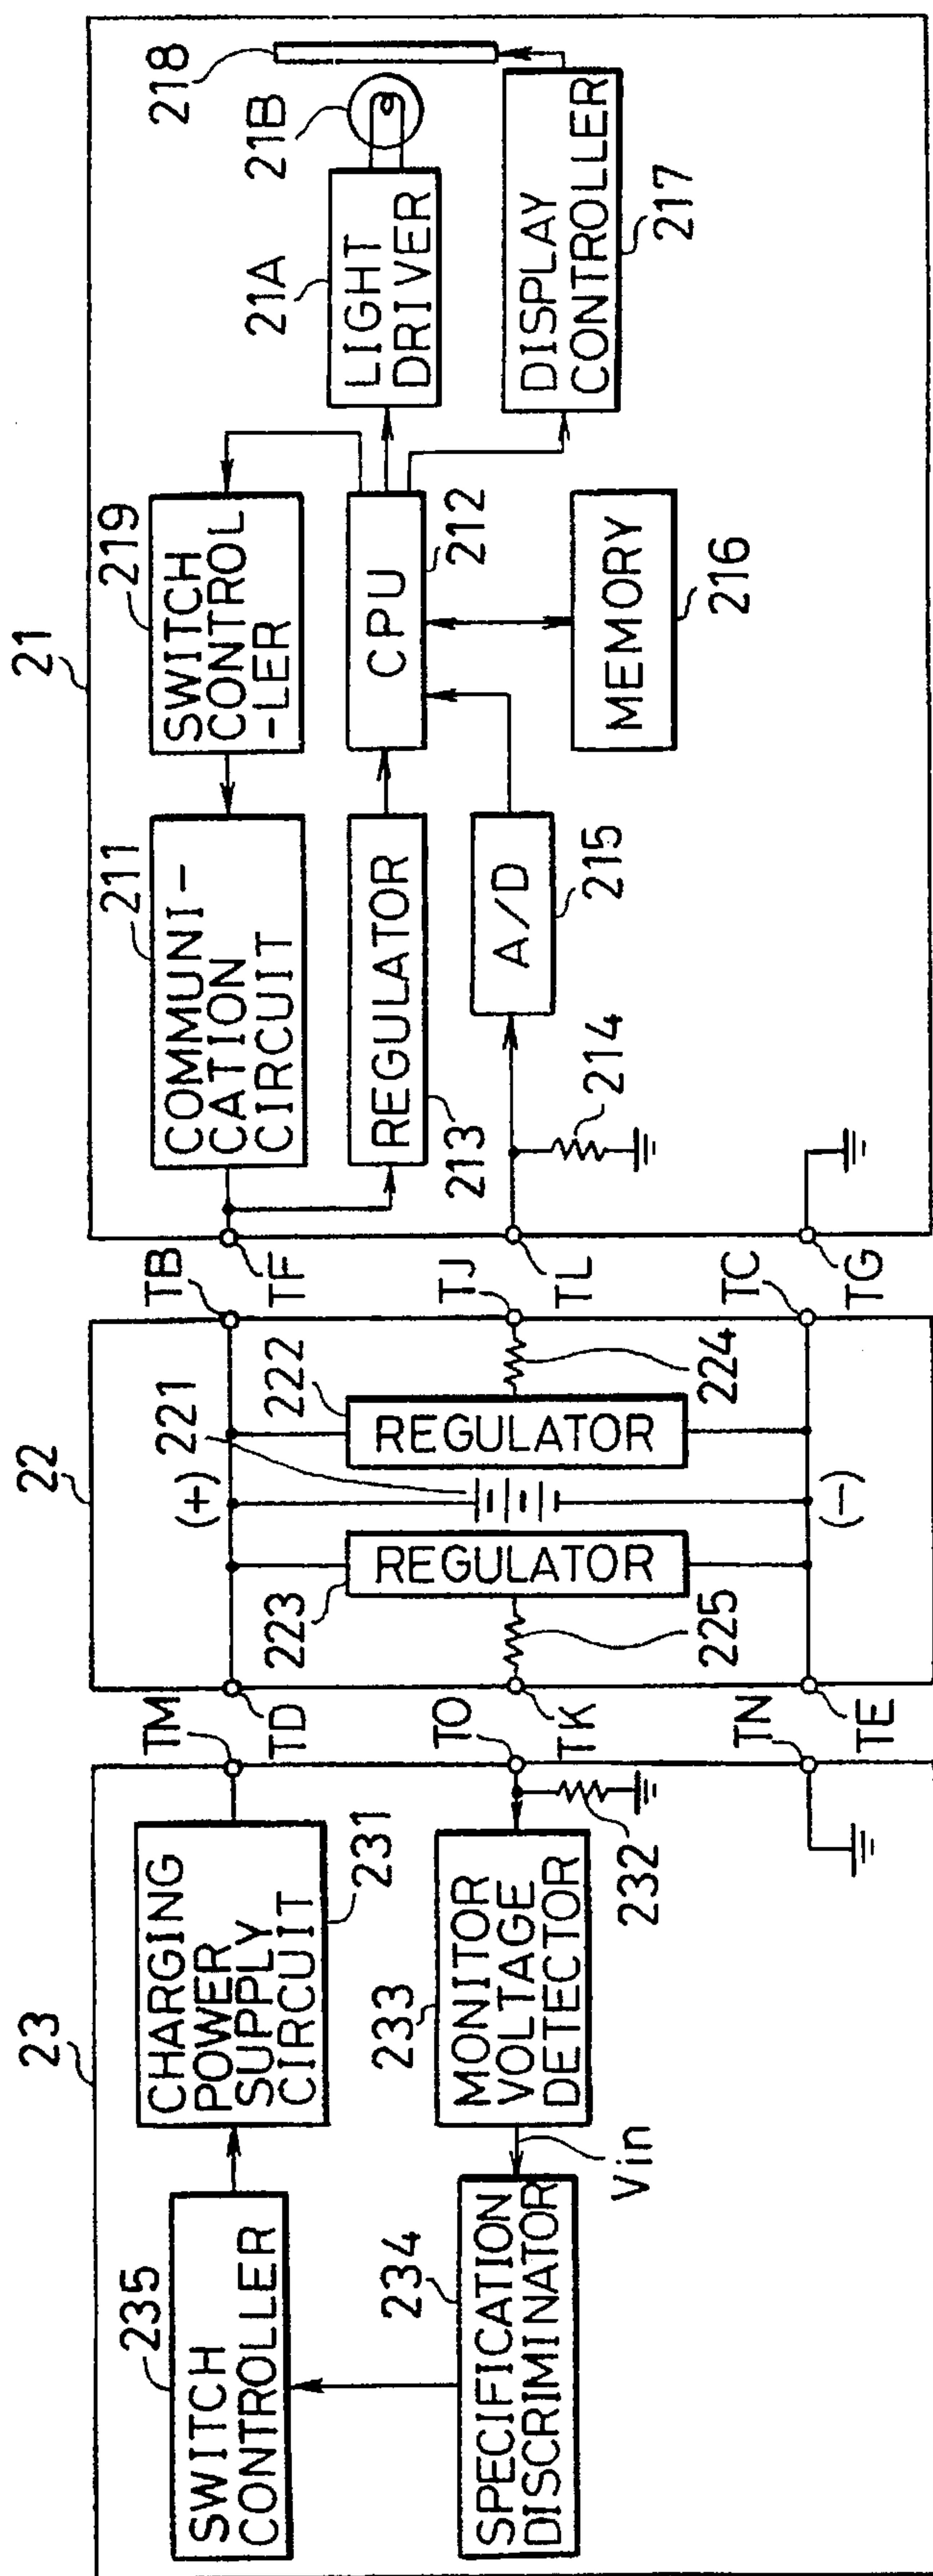 23
235
SWITCH
CONTROLLER
CHARGING
POWER
SUPPLY
CIRCUIT
231
234
SPECIFICATION
DISCRIMINATOR
Vin
233
MONITOR
VOLTAGE
DETECTOR
232
TM
TD
TO
TK
TN
TE
22
(+)
221
223
REGULATOR
225
222
REGULATOR
224
(-)
TB
TF
TJ
TL
TC
TG
21
211
COMMUNI-
CATION
CIRCUIT
219
SWITCH
CONTROL
-LER
REGULATOR
213
CPU
212
A/D
215
214
MEMORY
216
21A
LIGHT
DRIVER
21B
218
DISPLAY
CONTROLLER
217